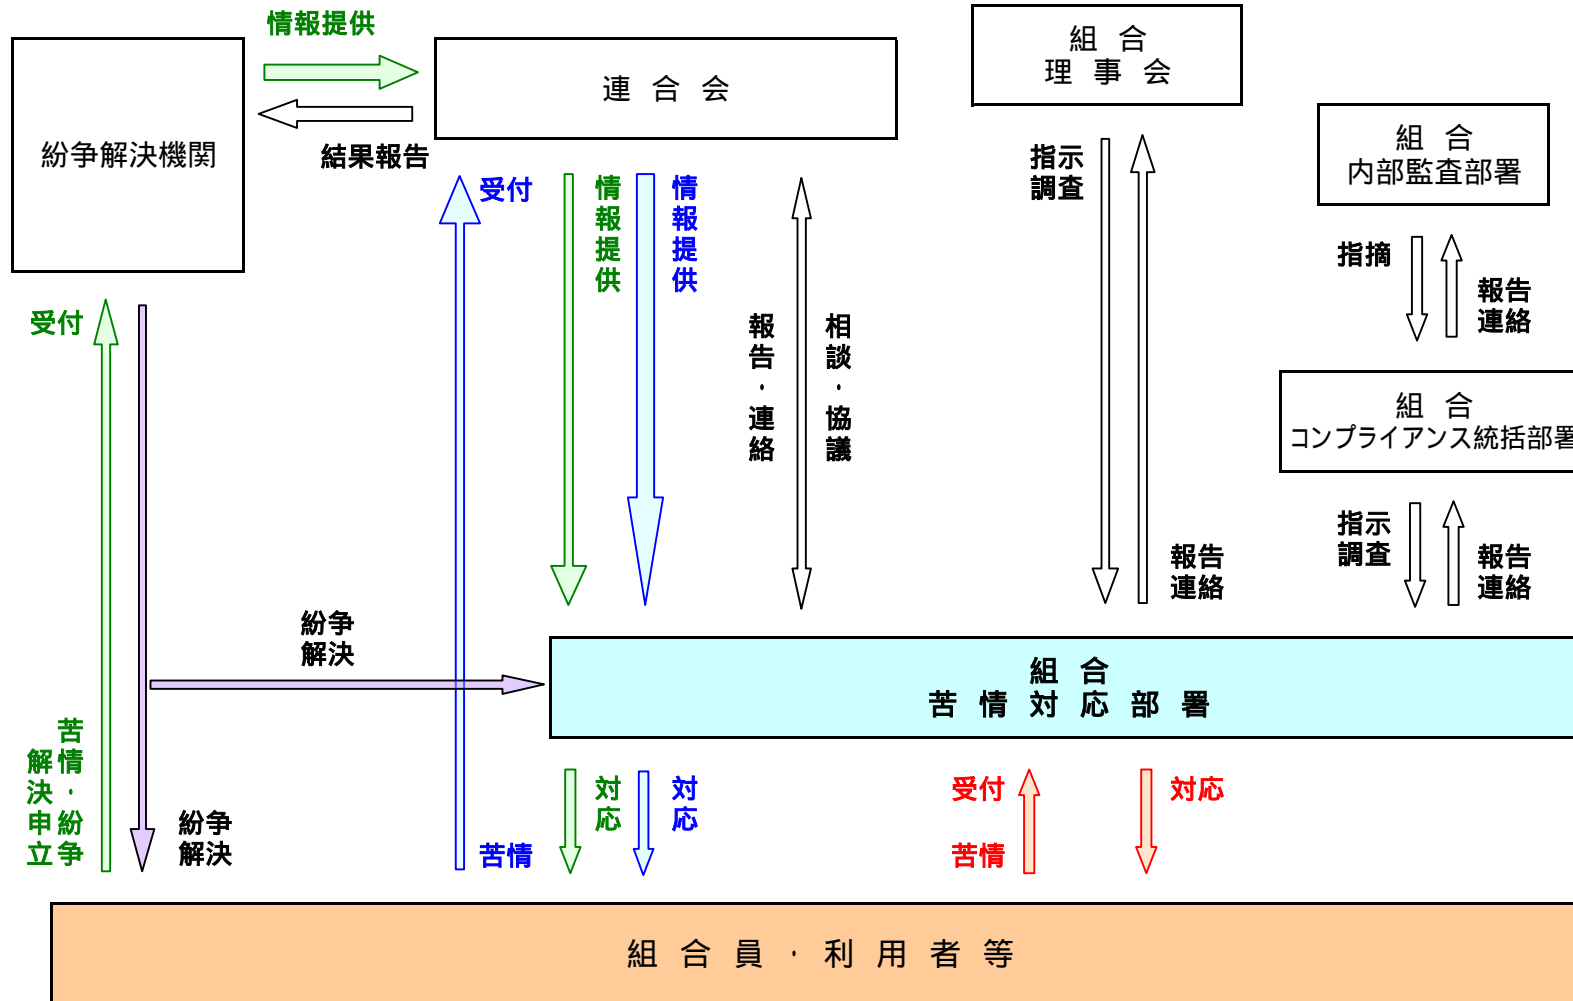 情報提供
組 合
理 事 会
連 合 会
組 合
内部監査部署
紛争解決機関
結果報告
指示
調査
受付
情報提供
情報提供
指摘
報告
連絡
受付
報告・連絡
相談・協議
組 合
コンプライアンス統括部署
指示
調査
報告
連絡
報告
連絡
紛争
解決
組 合
苦 情 対 応 部 署
苦情・紛争
解決申立
紛争
解決
苦情
対応
対応
受付
苦情
対応
組 合 員 ・ 利 用 者 等